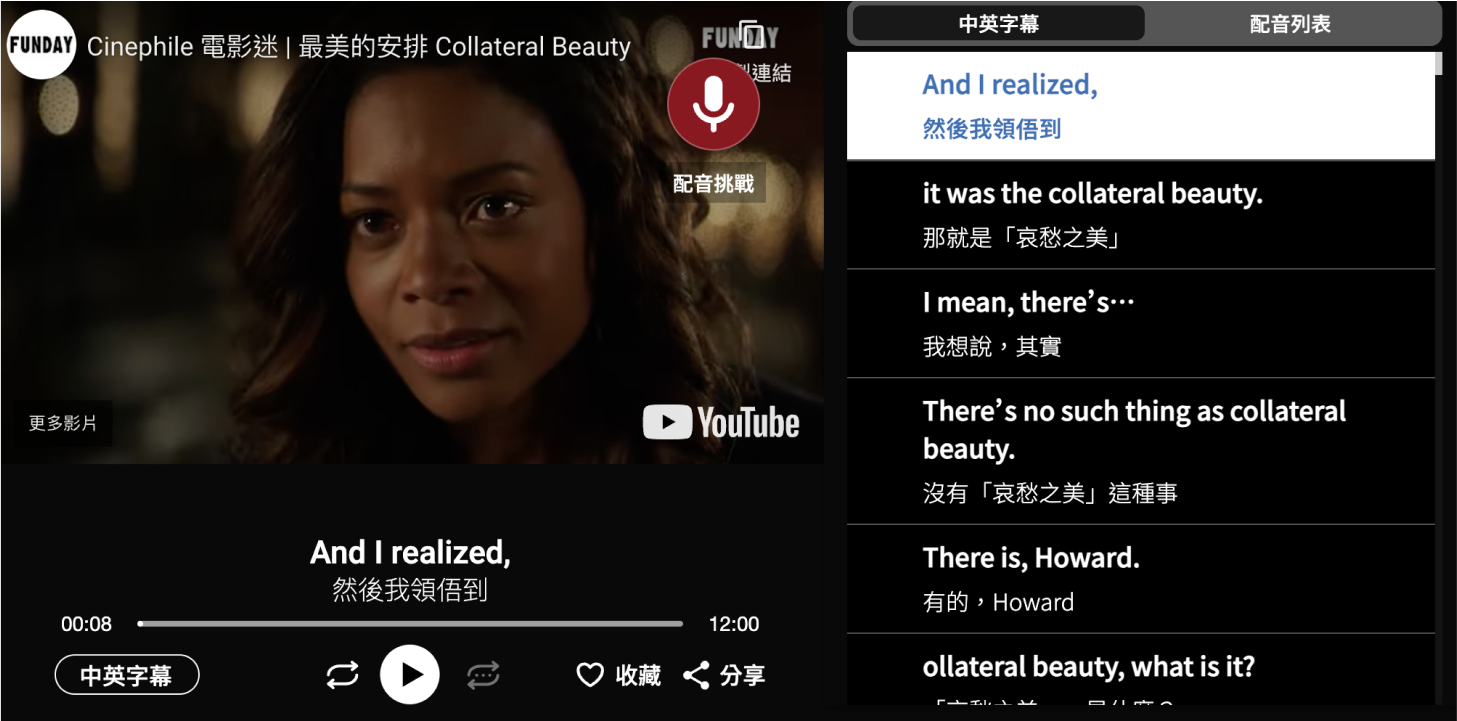 FUNDAY
Cinephile 電影迷 | 最美的安排 Collateral Beauty
FUNDAY
連結
配音挑戰
更多影片
YouTube
And I realized,
然後我領悟到
00:08
12:00
中英字幕
收藏
分享
中英字幕
配音列表
And I realized,
然後我領悟到
it was the collateral beauty.
那就是「哀愁之美」
I mean, there’s…
我想說，其實
There’s no such thing as collateral
beauty.
沒有「哀愁之美」這種事
There is, Howard.
有的，Howard
ollateral beauty, what is it?